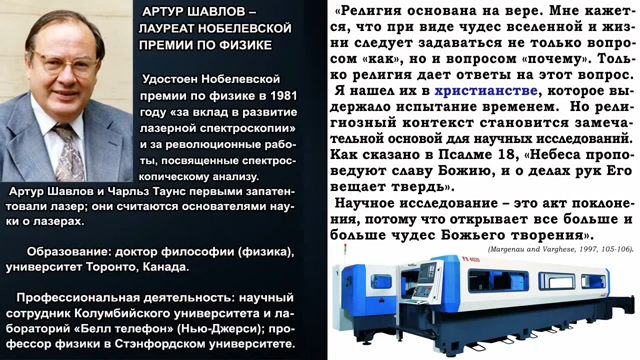 АРТУР ШАВЛОВ –
ЛАУРЕАТ НОБЕЛЕВСКОЙ
ПРЕМИИ ПО ФИЗИКЕ
Удостоен Нобелевской
премии по физике в 1981
году «за вклад в развитие
лазерной спектроскопии»
и за революционные рабо-
ты, посвященные спектрос-
копическому анализу.
Артур Шавлов и Чарльз Таунс первыми запатен-
товали лазер; они считаются основателями нау-
ки о лазерах.
Образование: доктор философии (физика),
университет Торонто, Канада.
Профессиональная деятельность: научный
сотрудник Колумбийского университета и ла-
бораторий «Белл телефон» (Нью-Джерси); про-
фессор физики в Стэнфордском университете.
«Религия основана на вере. Мне кажет-
ся, что при виде чудес вселенной и жиз-
ни следует задаваться не только вопро-
сом «как», но и вопросом «почему». Толь-
ко религия дает ответы на этот вопрос.
Я нашел их в христианстве, которое вы-
держало испытание временем. Но рели-
гиозный контекст становится замеча-
тельной основой для научных исследований.
Как сказано в Псалме 18, «Небеса пропо-
ведуют славу Божию, и о делах рук Его
вещает твердь».
Научное исследование – это акт поклоне-
ния, потому что открывает все больше и
больше чудес Божьего творения».
(Margenau and Varghese, 1997, 105-106).